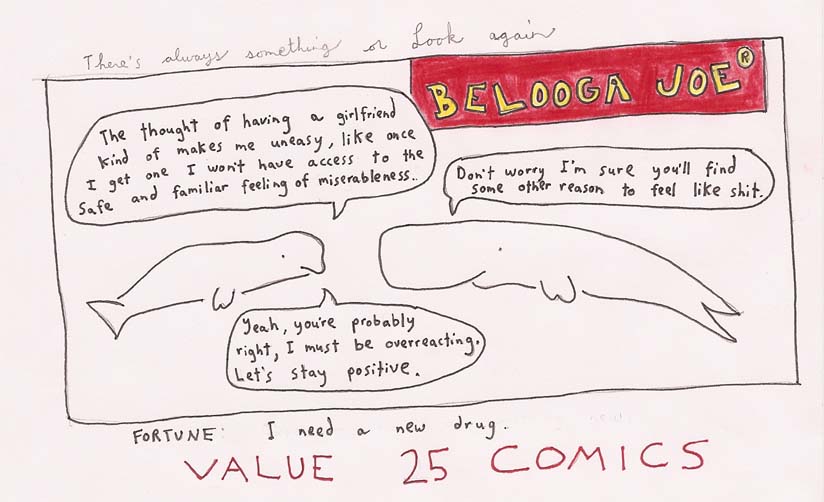 There's always something or Look again
BELOOGA JOE®
The thought of having a girlfriend
kind of makes me uneasy, like once
I get one I won't have access to the
safe and familiar feeling of miserableness..
Don't worry I'm sure you'll find
some other reason to feel like shit.
Yeah, you're probably
right, I must be overreacting.
Let's stay positive.
FORTUNE: I need a new drug.
VALUE 25 COMICS